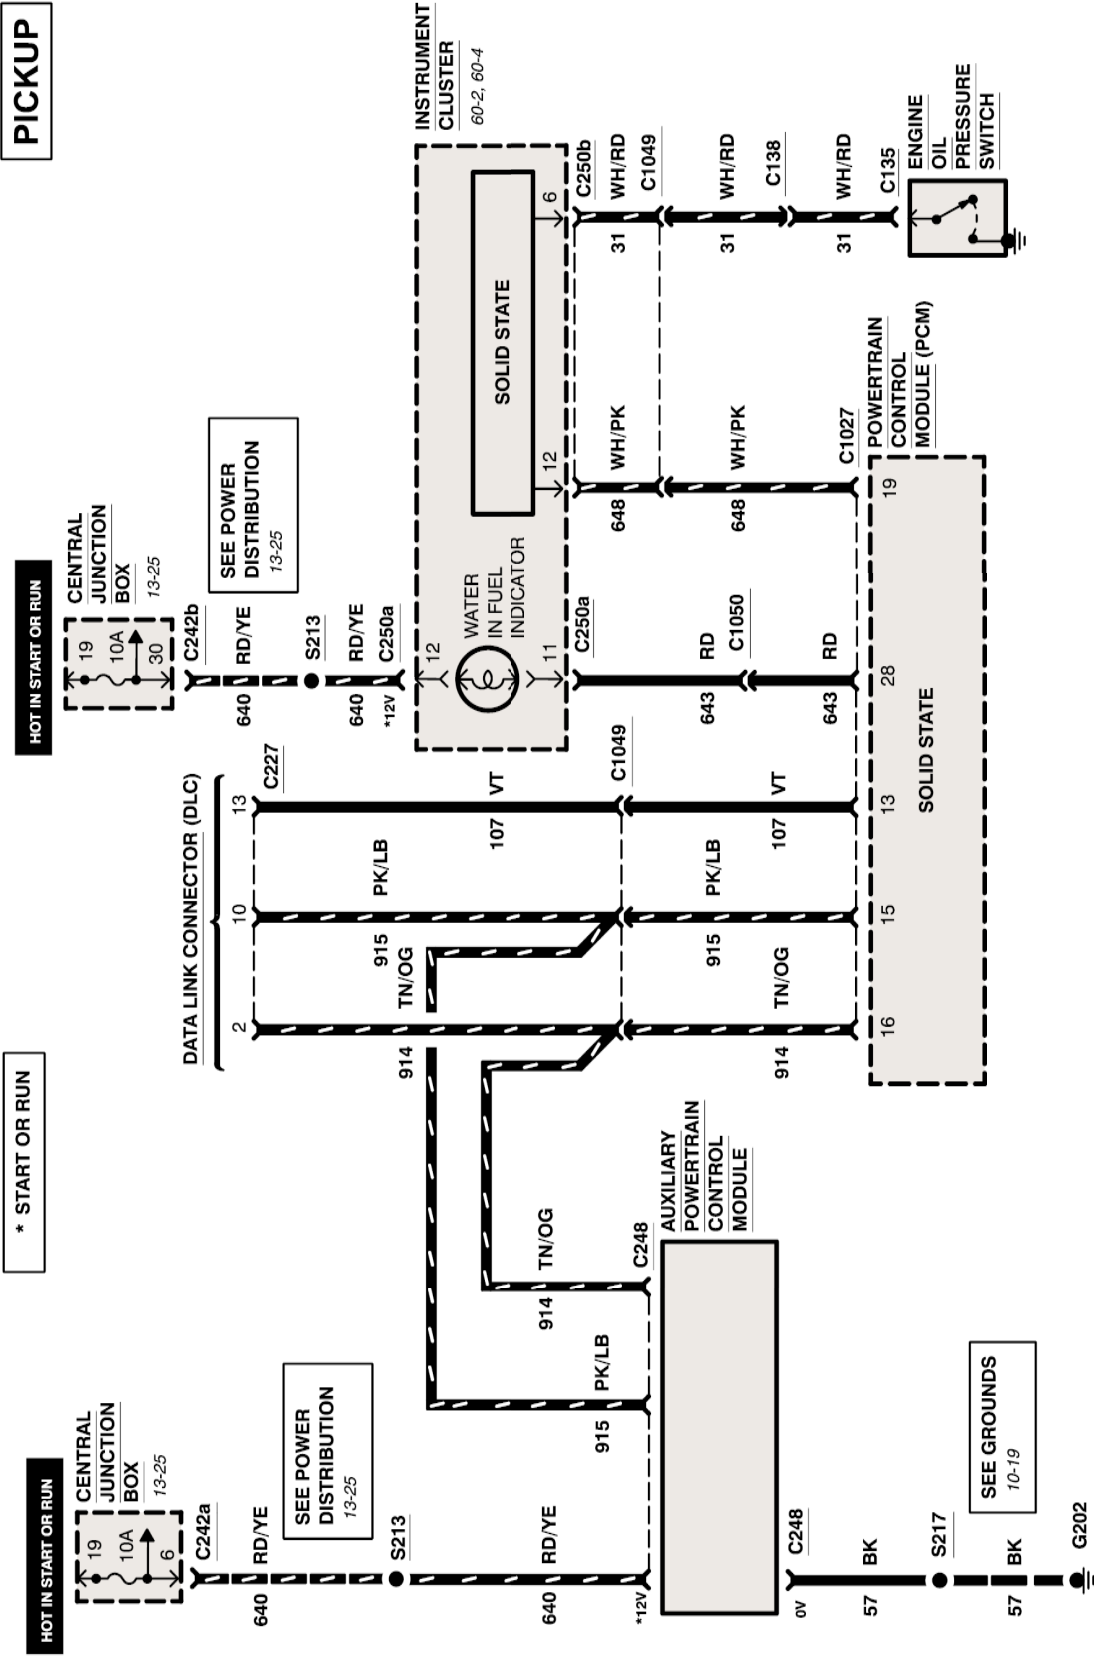 PICKUP
* START OR RUN
HOT IN START OR RUN
CENTRAL
JUNCTION
BOX
13-25
19
10A
6
C242a
640
RD/YE
SEE POWER
DISTRIBUTION
13-25
S213
640
RD/YE
*12V
915
PK/LB
914
TN/OG
C248
AUXILIARY
POWERTRAIN
CONTROL
MODULE
0V
C248
57
BK
S217
57
BK
SEE GROUNDS
10-19
G202
DATA LINK CONNECTOR (DLC)
2
10
13
C227
914
TN/OG
915
PK/LB
107
VT
C1049
914
TN/OG
915
PK/LB
107
VT
16
15
13
28
19
SOLID STATE
C1027
POWERTRAIN
CONTROL
MODULE (PCM)
HOT IN START OR RUN
CENTRAL
JUNCTION
BOX
13-25
19
10A
30
C242b
640
RD/YE
SEE POWER
DISTRIBUTION
13-25
S213
640
RD/YE
*12V
C250a
INSTRUMENT
CLUSTER
60-2, 60-4
12
WATER
IN FUEL
INDICATOR
11
SOLID STATE
12
6
C250a
C250b
643
RD
C1050
643
RD
648
WH/PK
648
WH/PK
31
WH/RD
C1049
31
WH/RD
C138
31
WH/RD
C135
ENGINE
OIL
PRESSURE
SWITCH